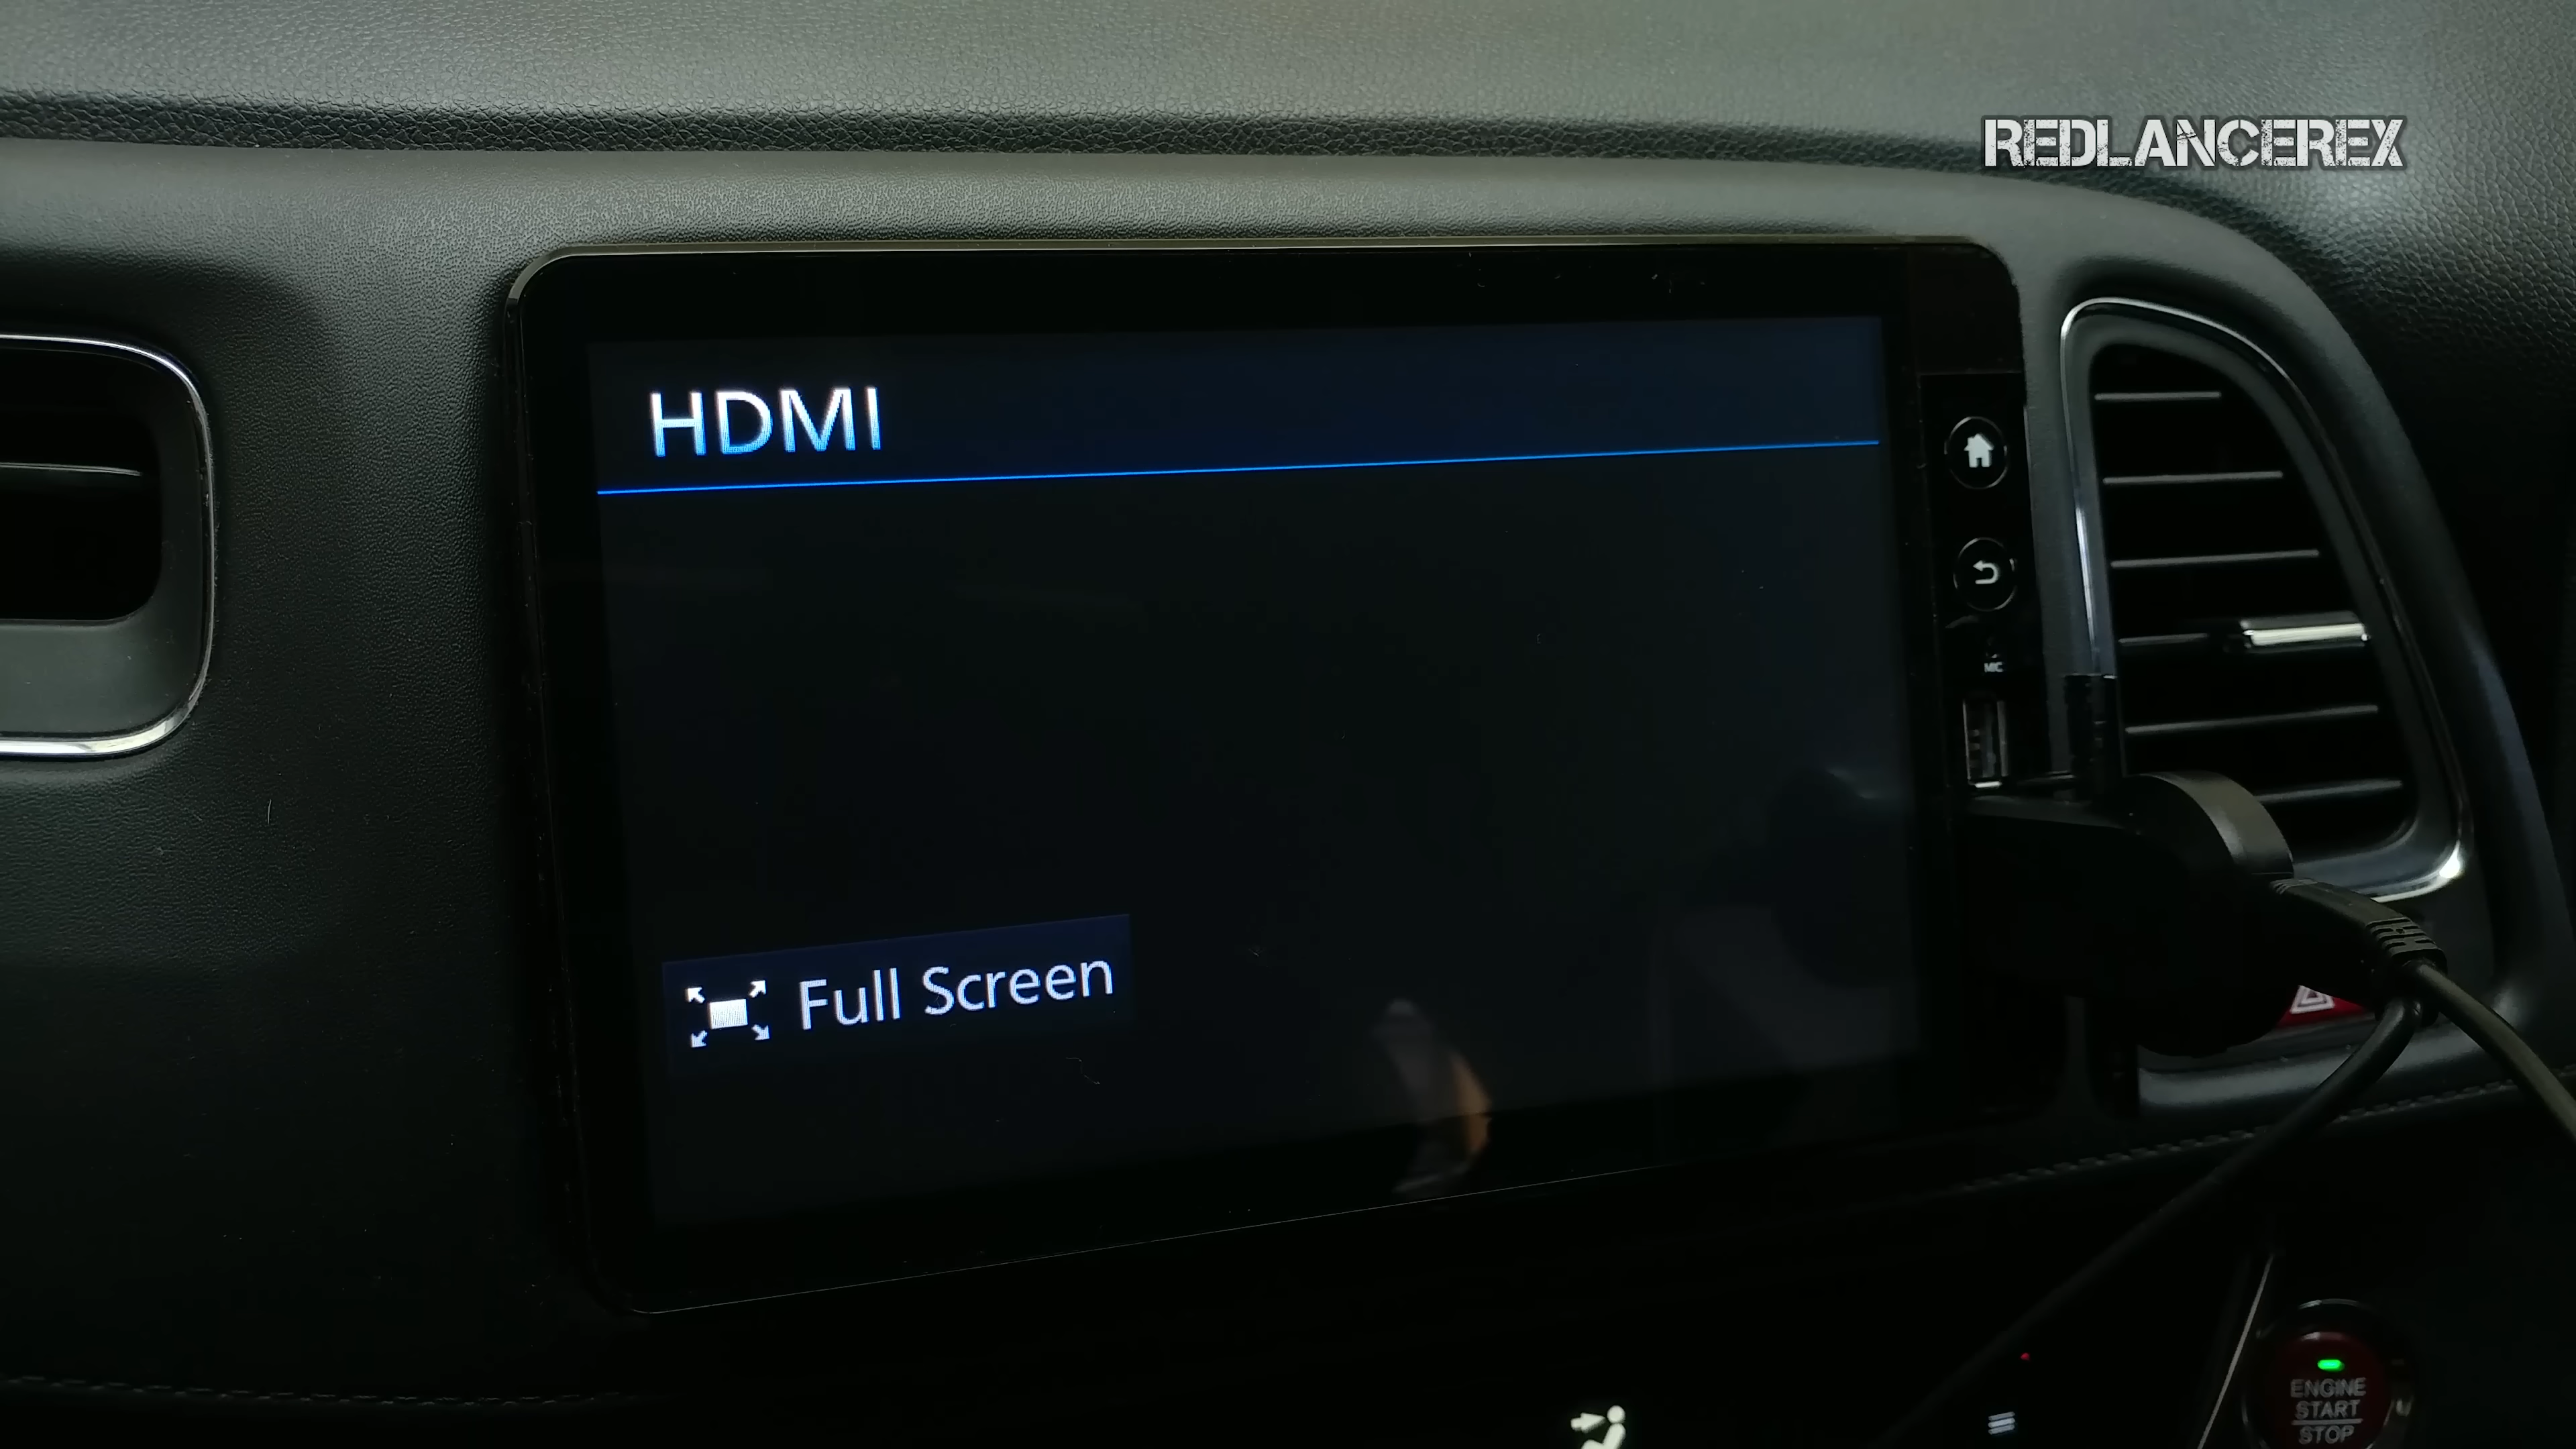 REDLANCEREX
HDMI
MIC
Full Screen
ENGINE
START
STOP